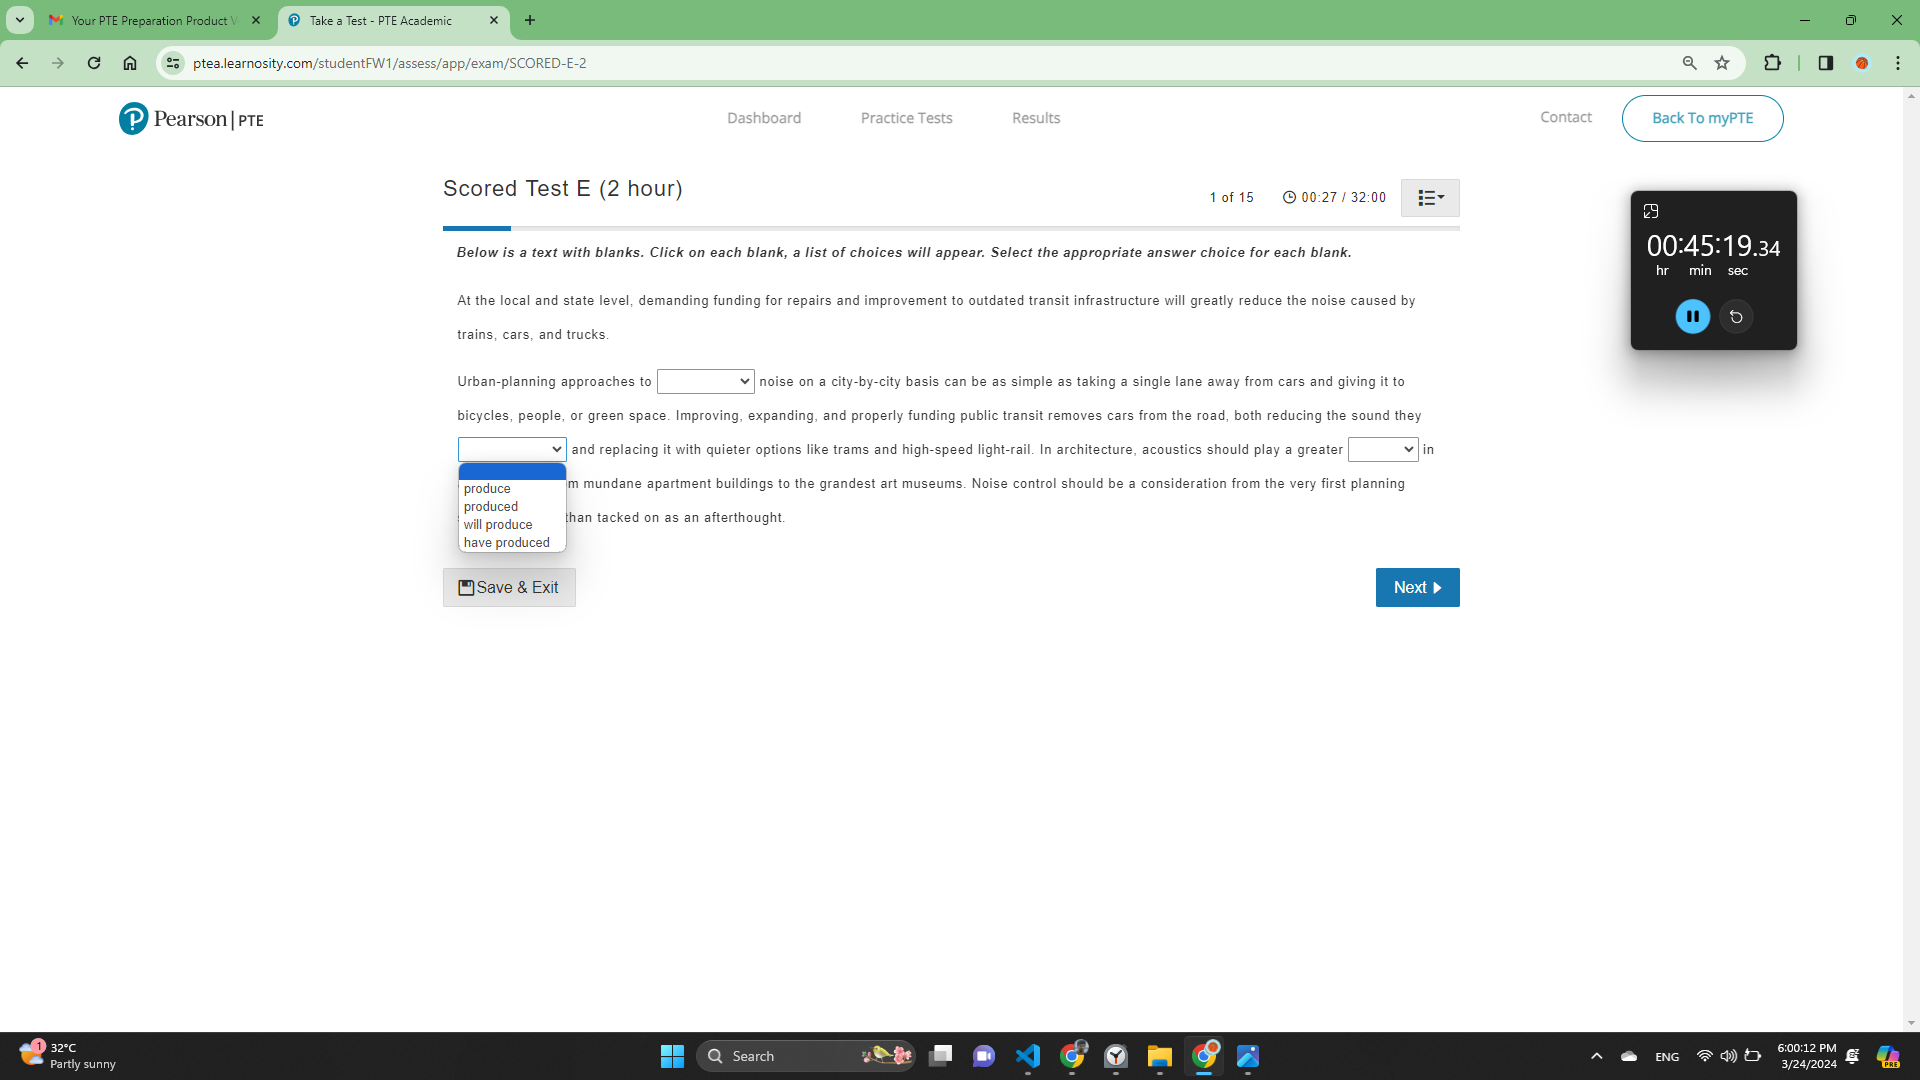 Your PTE Preparation Product V
Take a Test - PTE Academic
ptea.learnosity.com/studentFW1/assess/app/exam/SCORED-E-2
Pearson | PTE
Dashboard
Practice Tests
Results
Contact
Back To myPTE
Scored Test E (2 hour)
1 of 15
00:27 / 32:00
00:45:19.34
hr min sec
Below is a text with blanks. Click on each blank, a list of choices will appear. Select the appropriate answer choice for each blank.
At the local and state level, demanding funding for repairs and improvement to outdated transit infrastructure will greatly reduce the noise caused by
trains, cars, and trucks.
Urban-planning approaches to noise on a city-by-city basis can be as simple as taking a single lane away from cars and giving it to
bicycles, people, or green space. Improving, expanding, and properly funding public transit removes cars from the road, both reducing the sound they
and replacing it with quieter options like trams and high-speed light-rail. In architecture, acoustics should play a greater in
m mundane apartment buildings to the grandest art museums. Noise control should be a consideration from the very first planning
than tacked on as an afterthought.
produce
produced
will produce
have produced
Save & Exit
Next
1
32°C
Partly sunny
Search
ENG
6:00:12 PM
3/24/2024
PRE